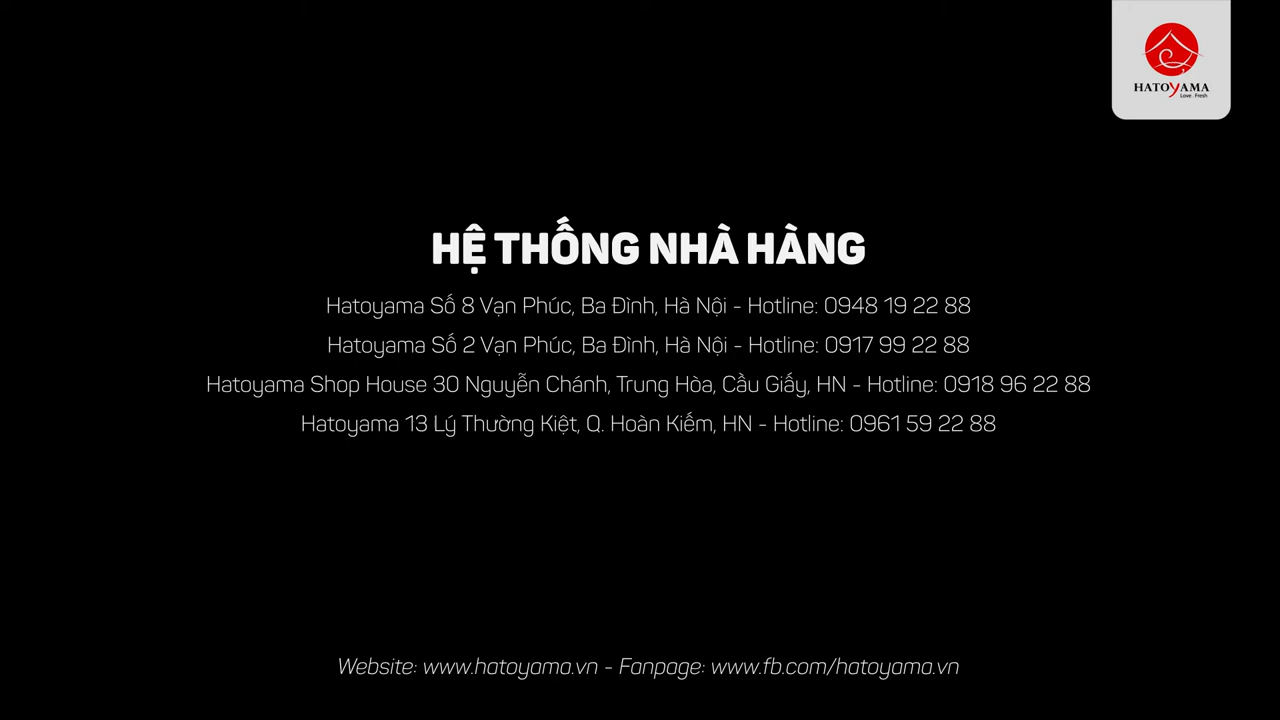 HATOYAMA
Love . Fresh
HỆ THỐNG NHÀ HÀNG
Hatoyama Số 8 Vạn Phúc, Ba Đình, Hà Nội - Hotline: 0948 19 22 88
Hatoyama Số 2 Vạn Phúc, Ba Đình, Hà Nội - Hotline: 0917 99 22 88
Hatoyama Shop House 30 Nguyễn Chánh, Trung Hòa, Cầu Giấy, HN - Hotline: 0918 96 22 88
Hatoyama 13 Lý Thường Kiệt, Q. Hoàn Kiếm, HN - Hotline: 0961 59 22 88
Website: www.hatoyama.vn - Fanpage: www.fb.com/hatoyama.vn